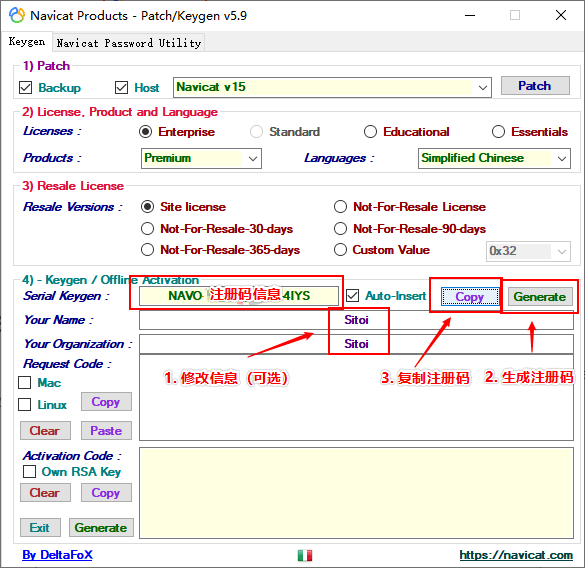 Navicat Products - Patch/Keygen v5.9
Keygen Navicat Password Utility
1) Patch
Backup Host Navicat v15 Patch
2) License, Product and Language
Licenses : Enterprise Standard Educational Essentials
Products : Premium Languages : Simplified Chinese
3) Resale License
Resale Versions : Site license Not-For-Resale License
Not-For-Resale-30-days Not-For-Resale-90-days
Not-For-Resale-365-days Custom Value 0x32
4) - Keygen / Offline Activation
Serial Keygen : NAVO 注册码信息 4IYS Auto-Insert Copy Generate
Your Name : Sitoi
Your Organization : Sitoi
Request Code :
1. 修改信息（可选） 3. 复制注册码 2. 生成注册码
Mac
Linux Copy
Clear Paste
Activation Code :
Own RSA Key
Clear Copy
Exit Generate
By DeltaFoX https://navicat.com